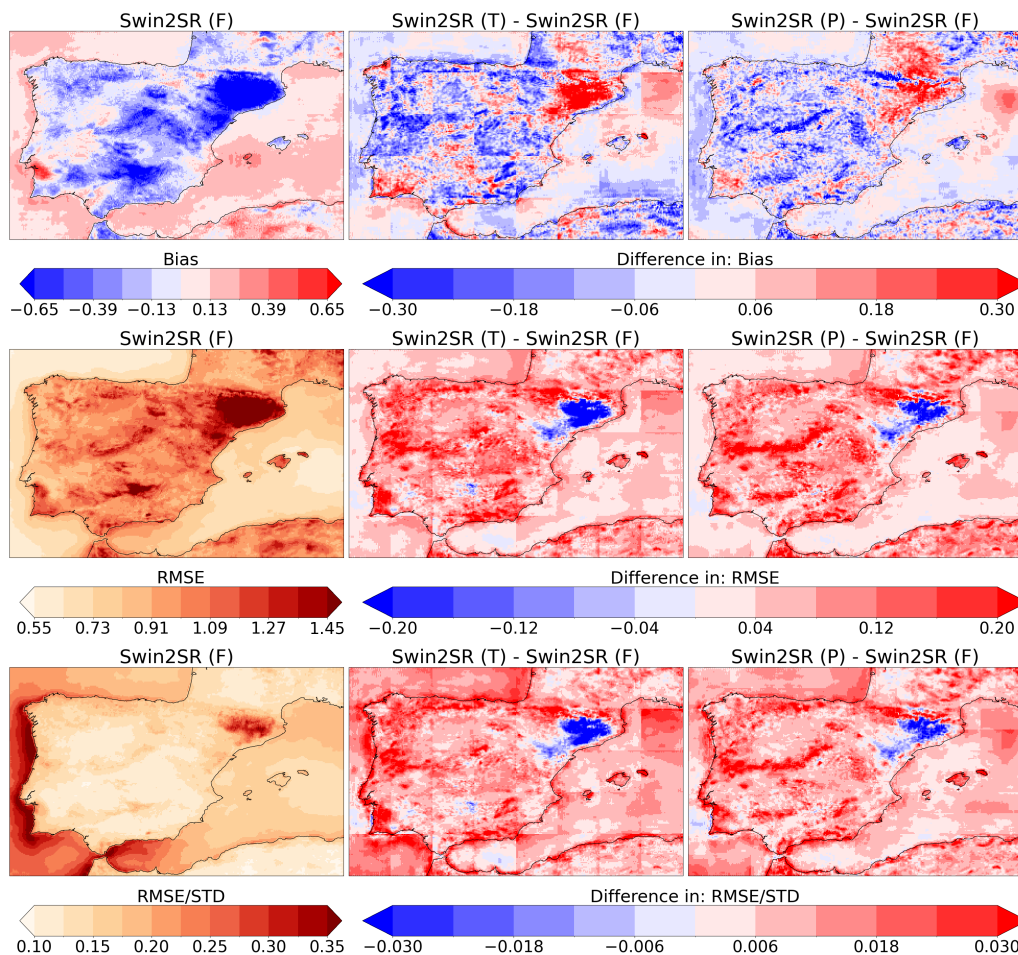 Swin2SR (F) Swin2SR (T) - Swin2SR (F) Swin2SR (P) - Swin2SR (F)
Bias Difference in: Bias
−0.65 −0.39 −0.13 0.13 0.39 0.65 −0.30 −0.18 −0.06 0.06 0.18 0.30
Swin2SR (F) Swin2SR (T) - Swin2SR (F) Swin2SR (P) - Swin2SR (F)
RMSE Difference in: RMSE
0.55 0.73 0.91 1.09 1.27 1.45 −0.20 −0.12 −0.04 0.04 0.12 0.20
Swin2SR (F) Swin2SR (T) - Swin2SR (F) Swin2SR (P) - Swin2SR (F)
RMSE/STD Difference in: RMSE/STD
0.10 0.15 0.20 0.25 0.30 0.35 −0.030 −0.018 −0.006 0.006 0.018 0.030